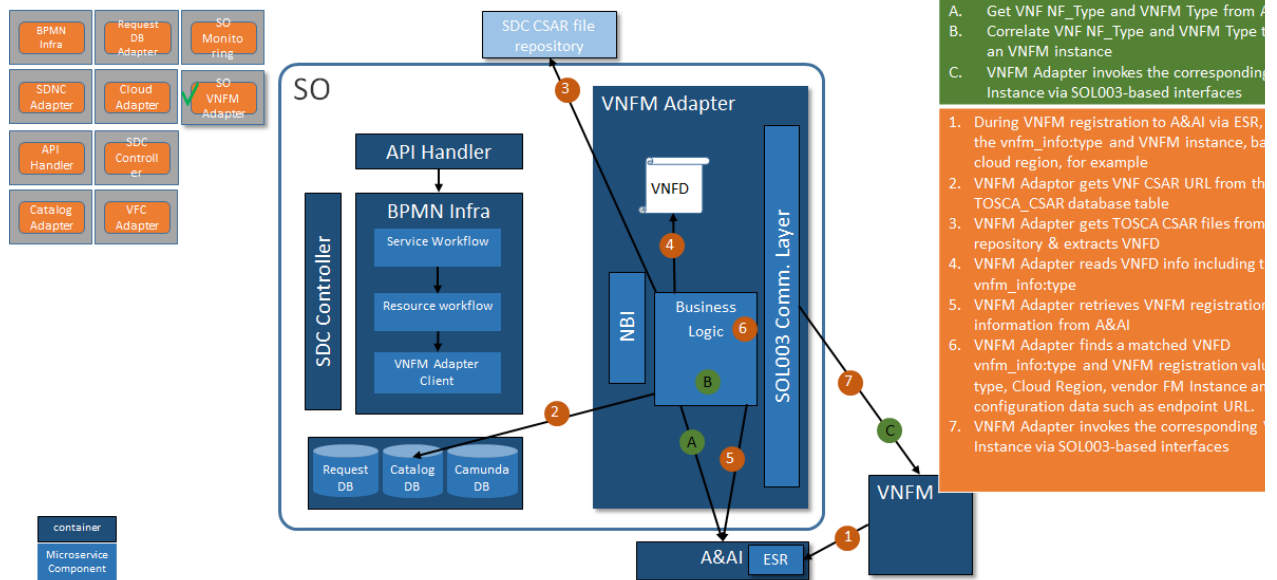 BPMN
Infra
Request
DB
Adapter
SO
Monito
ring
SDNC
Adapter
Cloud
Adapter
SO
VNFM
Adapter
API
Handler
SDC
Controll
er
Catalog
Adapter
VFC
Adapter
container
Microservice
Component
SDC CSAR file
repository
SO
API Handler
SDC Controller
BPMN Infra
Service Workflow
Resource workflow
VNFM Adapter
Client
Request
DB
Catalog
DB
Camunda
DB
VNFM Adapter
VNFD
NBI
Business
Logic
SOL003 Comm. Layer
3
4
6
B
2
A
5
7
C
1
VNFM
A&AI
ESR
A. Get VNF NF_Type and VNFM Type from A
B. Correlate VNF NF_Type and VNFM Type t
an VNFM instance
C. VNFM Adapter invokes the corresponding
Instance via SOL003-based interfaces
1. During VNFM registration to A&AI via ESR,
the vnfm_info:type and VNFM instance, ba
cloud region, for example
2. VNFM Adaptor gets VNF CSAR URL from th
TOSCA_CSAR database table
3. VNFM Adapter gets TOSCA CSAR files from
repository & extracts VNFD
4. VNFM Adapter reads VNFD info including t
vnfm_info:type
5. VNFM Adapter retrieves VNFM registration
information from A&AI
6. VNFM Adapter finds a matched VNFD
vnfm_info:type and VNFM registration valu
type, Cloud Region, vendor FM Instance an
configuration data such as endpoint URL.
7. VNFM Adapter invokes the corresponding V
Instance via SOL003-based interfaces